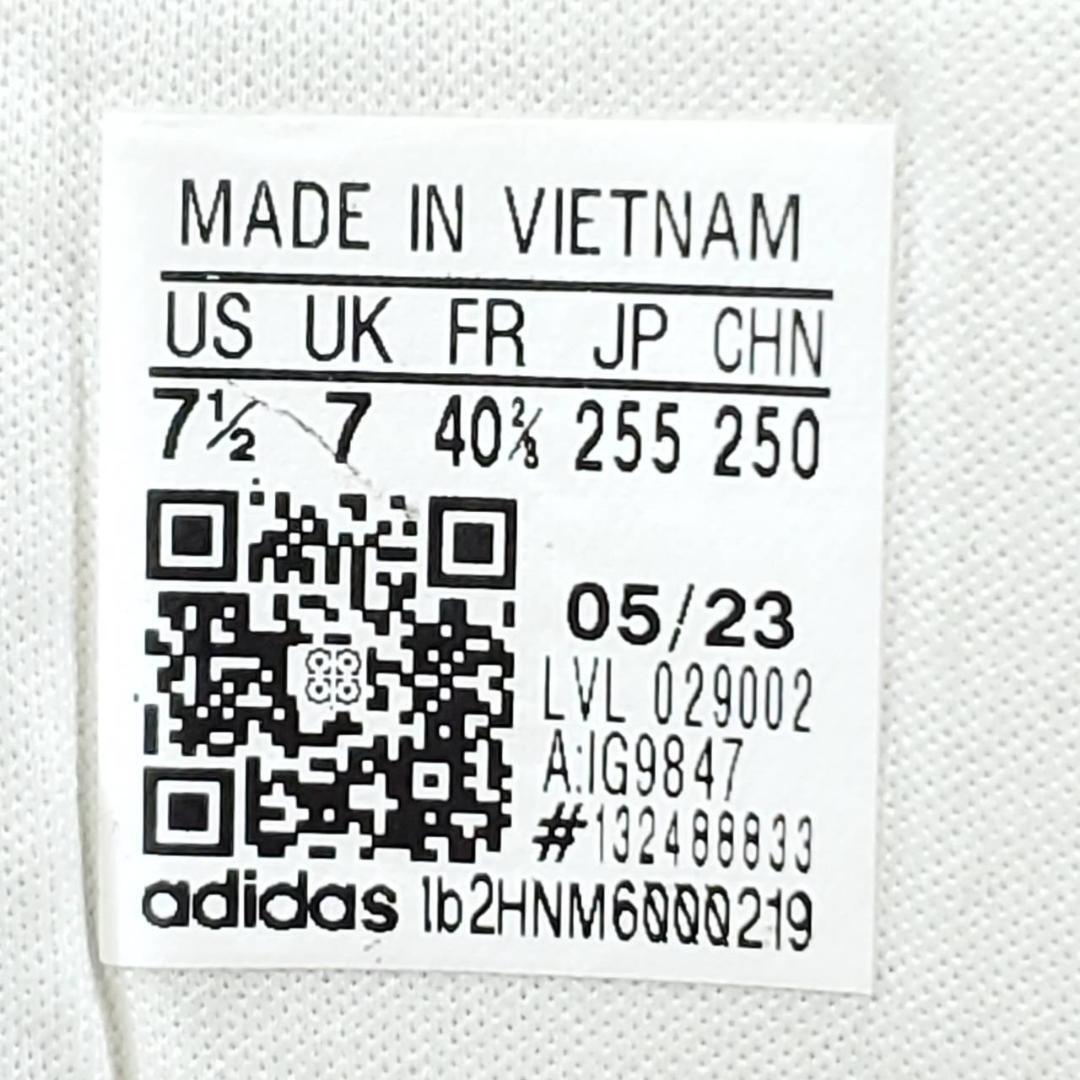 MADE IN VIETNAM
US UK FR JP CHN
7½ 7 40⅔ 255 250
05/23
LVL 029002
A:IG9847
#132488833
adidas 1b2HNM6000219